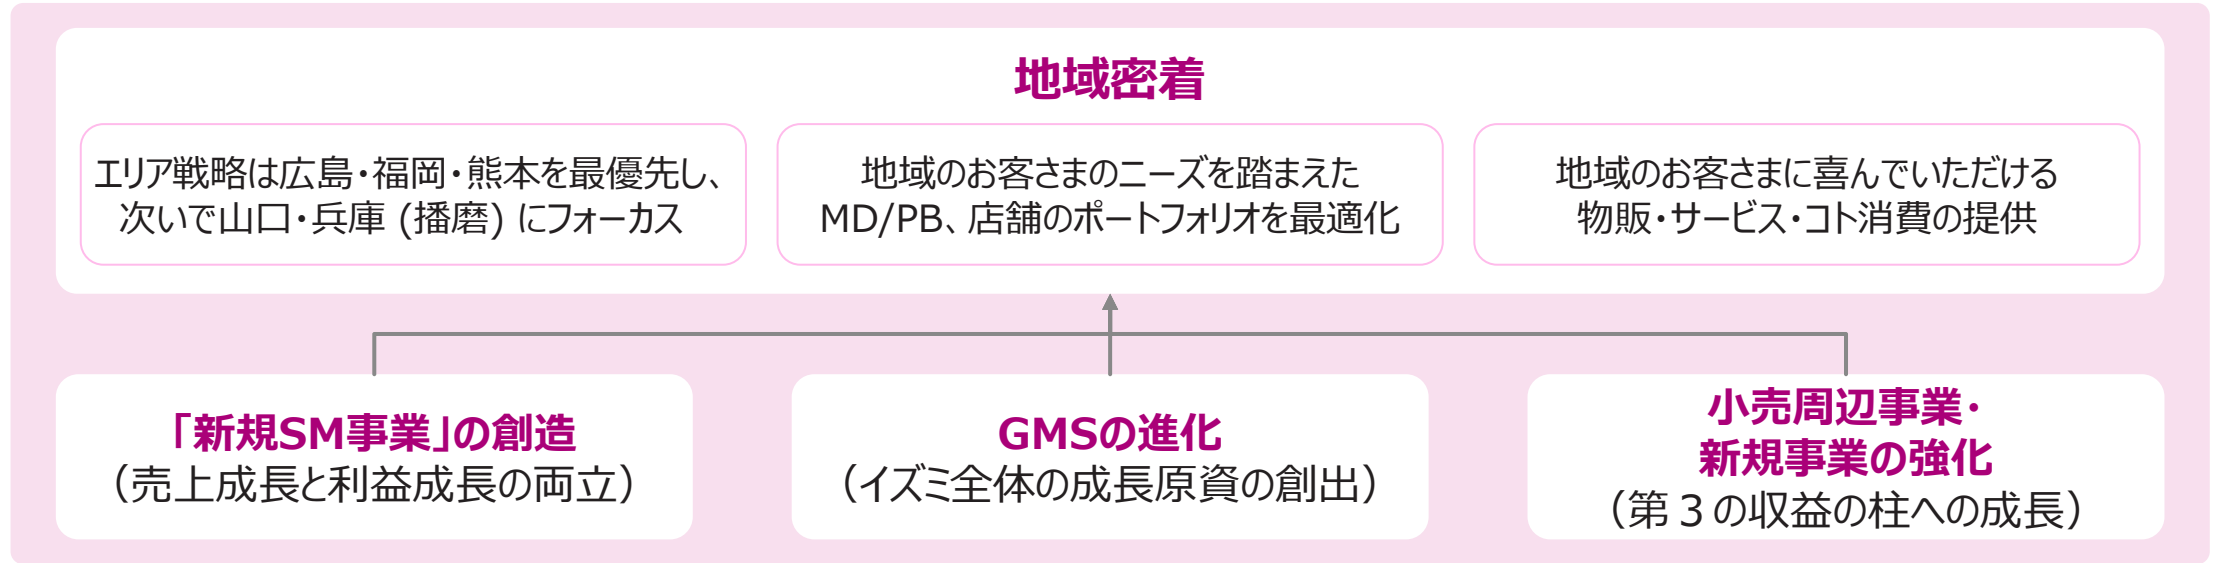 地域密着
エリア戦略は広島・福岡・熊本を最優先し、
次いで山口・兵庫 (播磨) にフォーカス
地域のお客さまのニーズを踏まえた
MD/PB、店舗のポートフォリオを最適化
地域のお客さまに喜んでいただける
物販・サービス・コト消費の提供
「新規SM事業」の創造
（売上成長と利益成長の両立）
GMSの進化
（イズミ全体の成長原資の創出）
小売周辺事業・
新規事業の強化
（第３の収益の柱への成長）